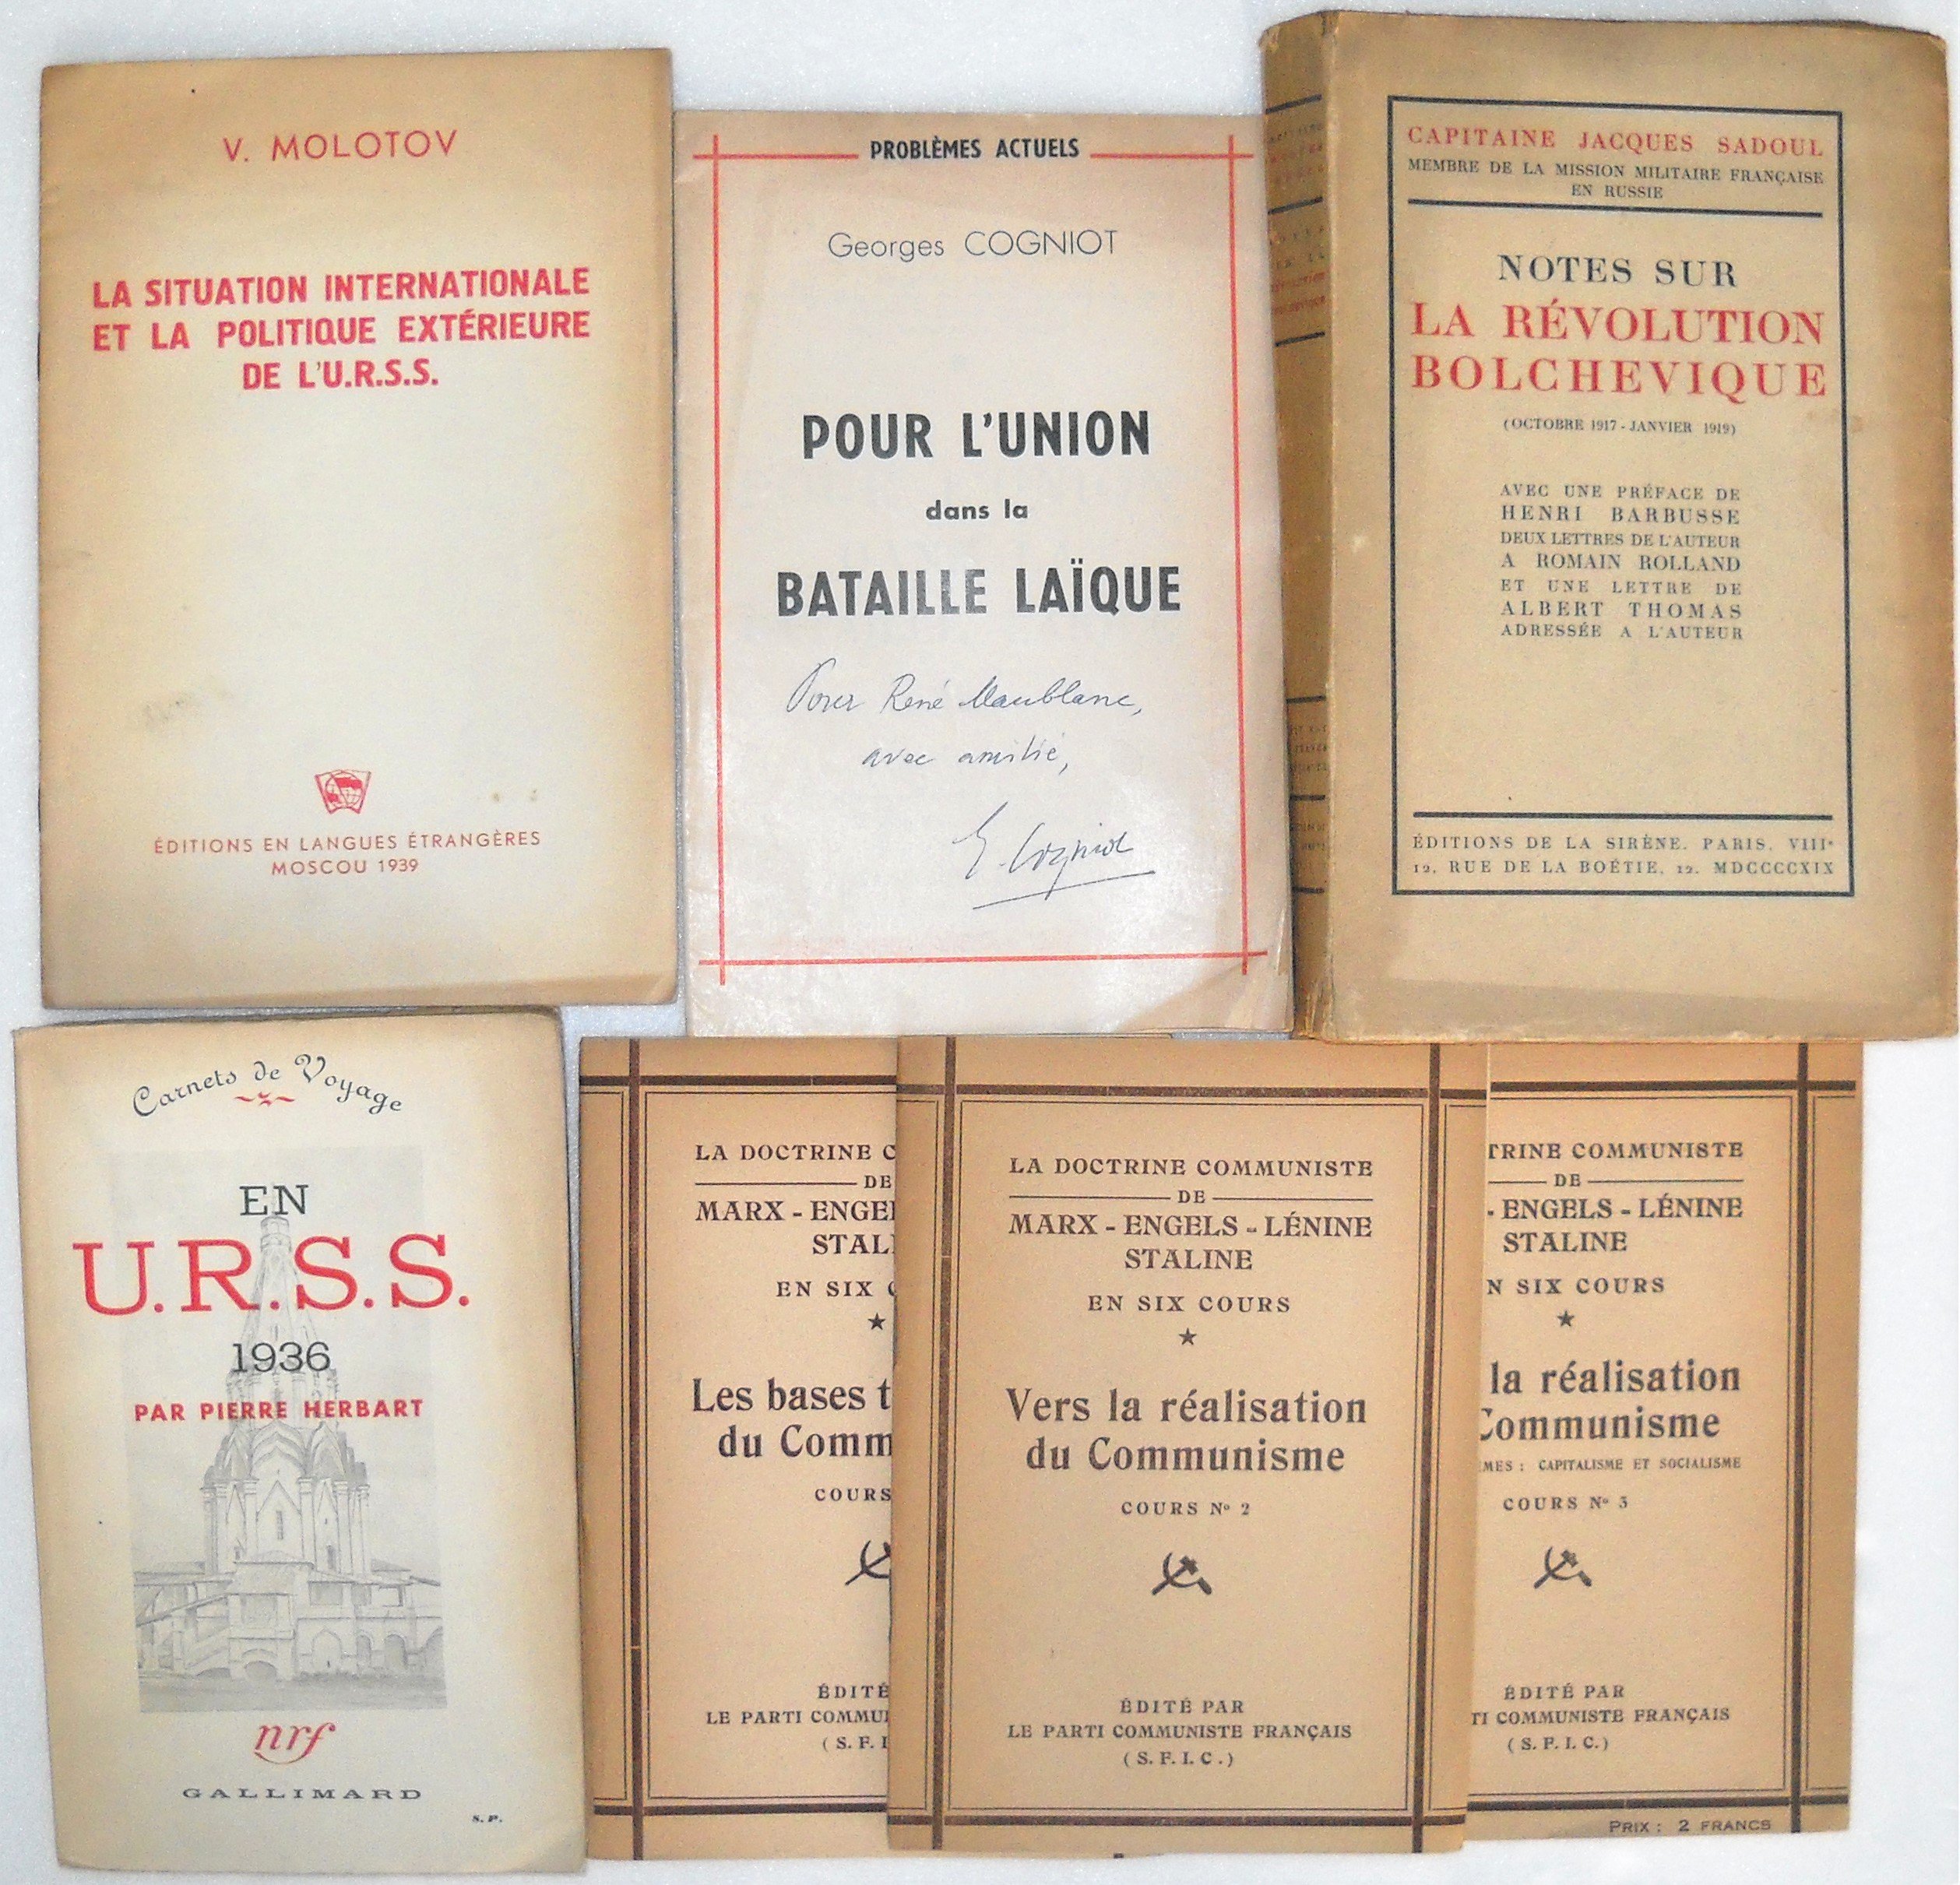 V. MOLOTOV
LA SITUATION INTERNATIONALE
ET LA POLITIQUE EXTÉRIEURE
DE L'U.R.S.S.
ÉDITIONS EN LANGUES ÉTRANGÈRES
MOSCOU 1939
PROBLÈMES ACTUELS
Georges COGNIOT
POUR L'UNION
dans la
BATAILLE LAÏQUE
Pour René Maublanc,
avec amitié,
G. Cogniot
CAPITAINE JACQUES SADOUL
MEMBRE DE LA MISSION MILITAIRE FRANÇAISE
EN RUSSIE
NOTES SUR
LA RÉVOLUTION
BOLCHEVIQUE
(OCTOBRE 1917 - JANVIER 1919)
AVEC UNE PRÉFACE DE
HENRI BARBUSSE
DEUX LETTRES DE L'AUTEUR
A ROMAIN ROLLAND
ET UNE LETTRE DE
ALBERT THOMAS
ADRESSÉE A L'AUTEUR
ÉDITIONS DE LA SIRÈNE. PARIS. VIIIe
12, RUE DE LA BOÉTIE, 12. MDCCCCXIX
Carnets de Voyage
EN
U.R.S.S.
1936
PAR PIERRE HERBART
nrf
GALLIMARD
S.P.
LA DOCTRINE C
DE
MARX - ENGE
STAL
EN SIX
★
Les bases t
du Comm
COURS
ÉDITÉ
LE PARTI COMMU
( S. F. I
LA DOCTRINE COMMUNISTE
DE
MARX - ENGELS - LÉNINE
STALINE
EN SIX COURS
★
Vers la réalisation
du Communisme
COURS No 2
ÉDITÉ PAR
LE PARTI COMMUNISTE FRANÇAIS
( S. F. I. C. )
TRINE COMMUNISTE
DE
- ENGELS - LÉNINE
STALINE
N SIX COURS
★
la réalisation
Communisme
MES : CAPITALISME ET SOCIALISME
COURS No 3
ÉDITÉ PAR
TI COMMUNISTE FRANÇAIS
( S. F. I. C. )
PRIX : 2 FRANCS